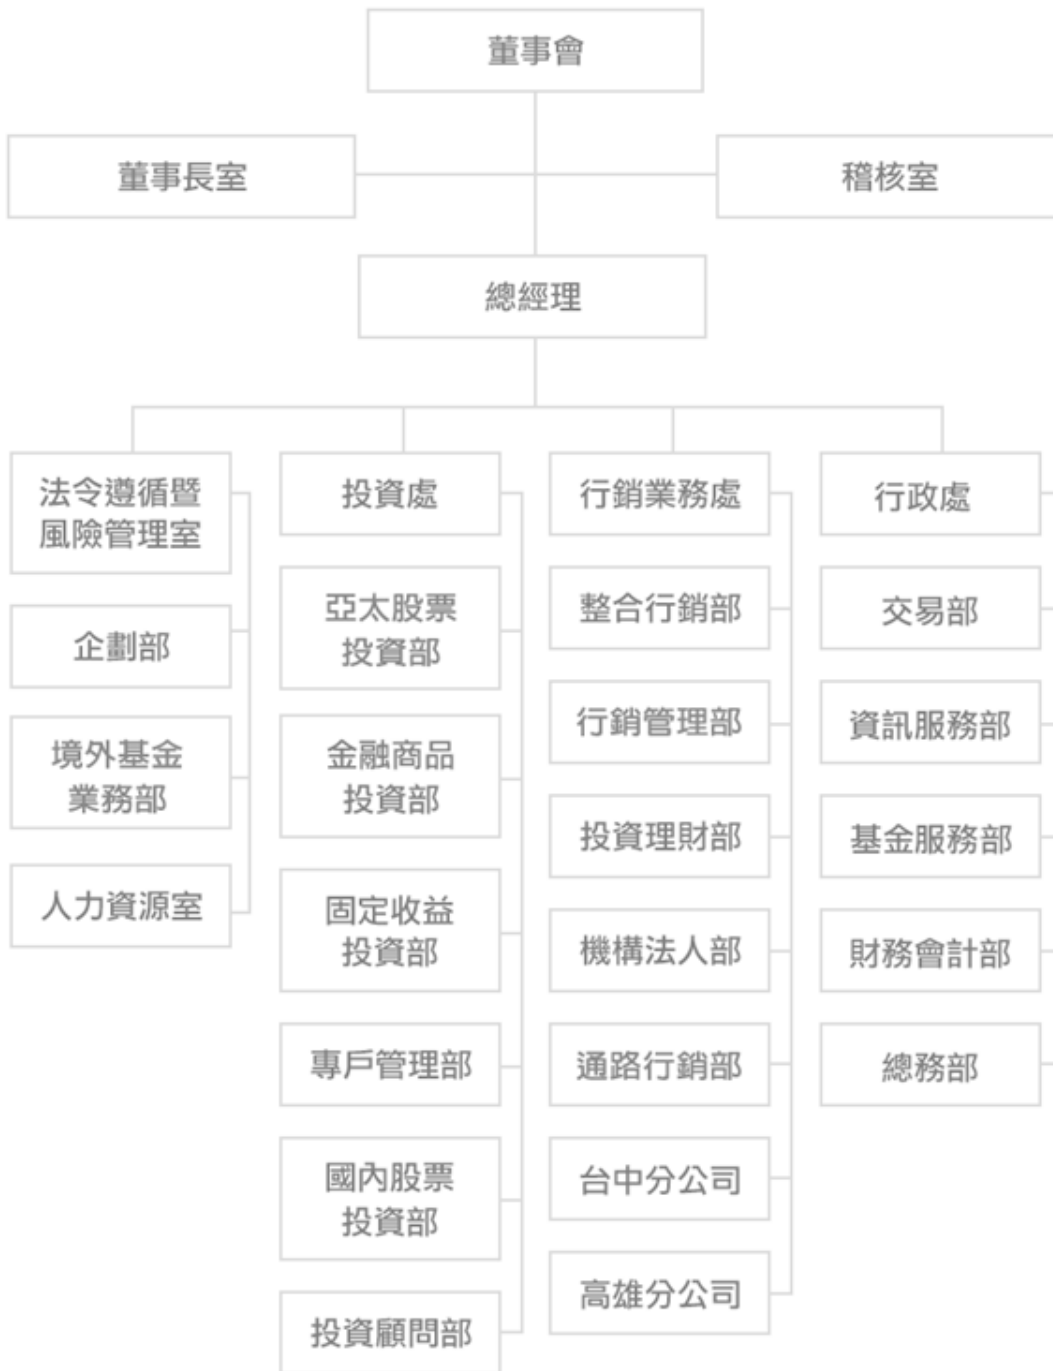 董事會
董事長室
稽核室
總經理
法令遵循暨
風險管理室
企劃部
境外基金
業務部
人力資源室
投資處
亞太股票
投資部
金融商品
投資部
固定收益
投資部
專戶管理部
國內股票
投資部
投資顧問部
行銷業務處
整合行銷部
行銷管理部
投資理財部
機構法人部
通路行銷部
台中分公司
高雄分公司
行政處
交易部
資訊服務部
基金服務部
財務會計部
總務部